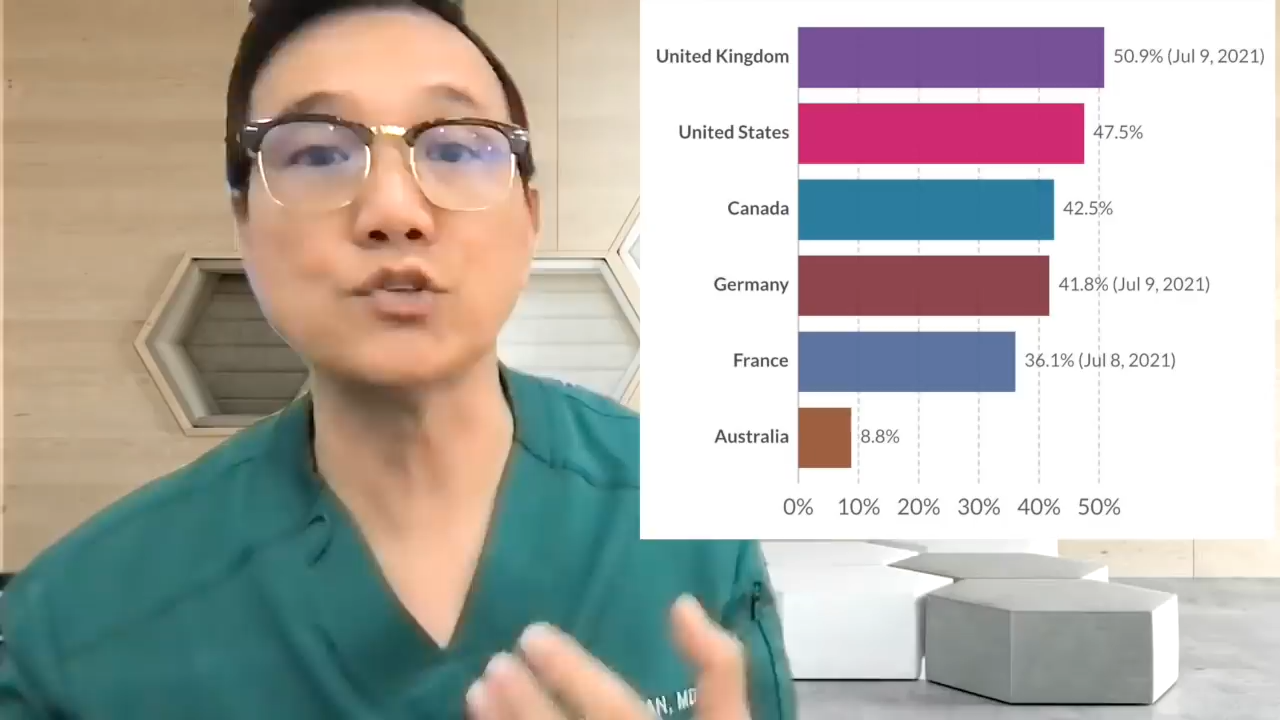 United Kingdom 50.9% (Jul 9, 2021)
United States 47.5%
Canada 42.5%
Germany 41.8% (Jul 9, 2021)
France 36.1% (Jul 8, 2021)
Australia 8.8%
0% 10% 20% 30% 40% 50%
MD